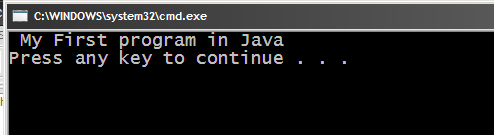 C:\WINDOWS\system32\cmd.exe
My First program in Java
Press any key to continue . . .